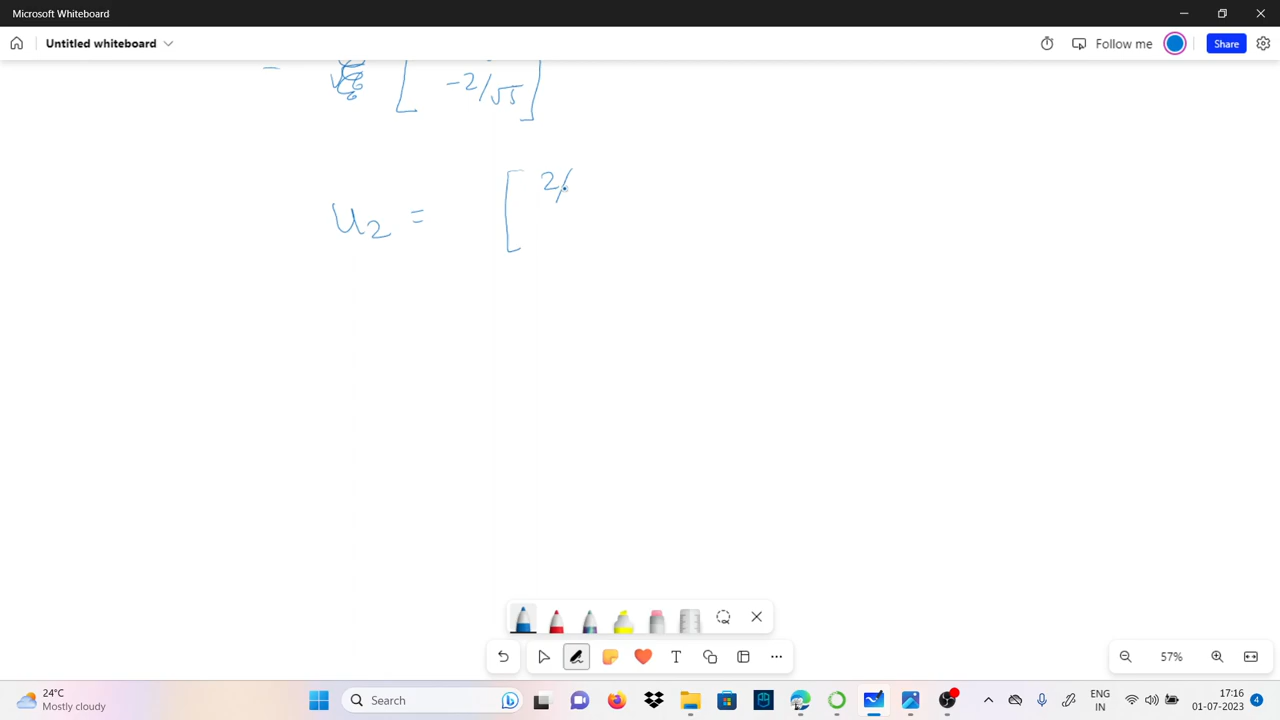 Microsoft Whiteboard
Untitled whiteboard
Follow me
Share
=
-2/√5
u₂ = [ 2/
57%
24°C
Mostly cloudy
Search
ENG
IN
17:16
01-07-2023
4